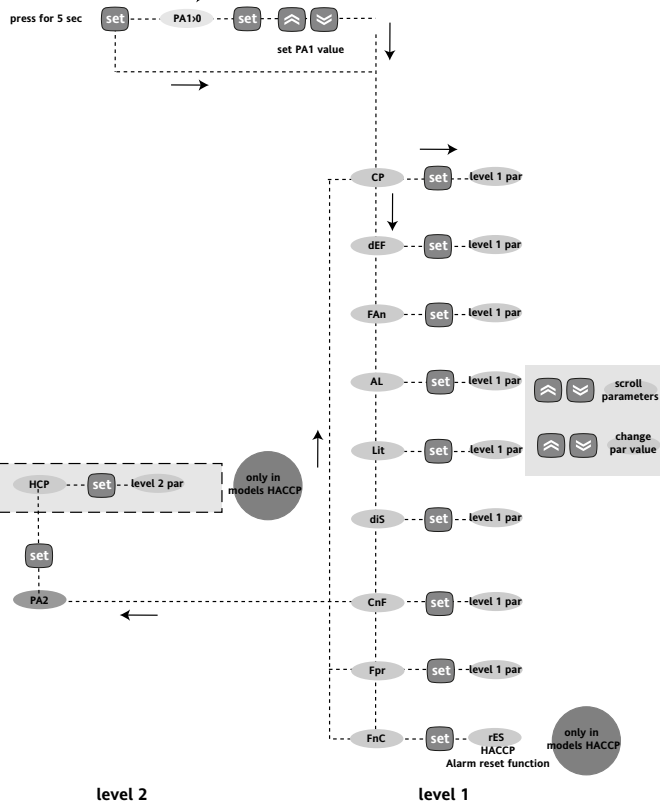 press for 5 sec set PA1>0 set
set PA1 value
CP set level 1 par
dEF set level 1 par
FAn set level 1 par
AL set level 1 par
scroll
parameters
change
par value
Lit set level 1 par
HCP set level 2 par
only in
models HACCP
diS set level 1 par
set
PA2
CnF set level 1 par
Fpr set level 1 par
FnC set rES
HACCP
Alarm reset function
only in
models HACCP
level 2
level 1